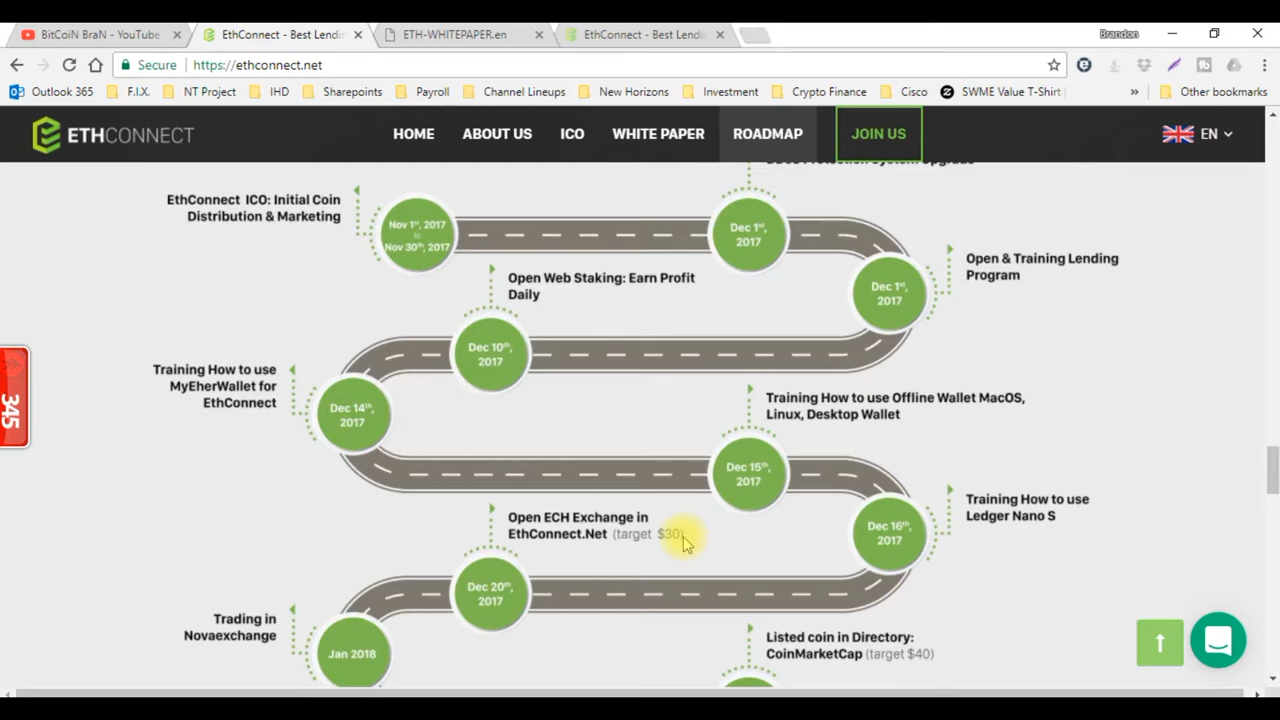 BitCoiN BraN - YouTube
EthConnect - Best Lendi
ETH-WHITEPAPER.en
EthConnect - Best Lendi
Brandon
Secure
https://ethconnect.net
Outlook 365
F.I.X.
NT Project
IHD
Sharepoints
Payroll
Channel Lineups
New Horizons
Investment
Crypto Finance
Cisco
SWME Value T-Shirt
Other bookmarks
ETHCONNECT
HOME
ABOUT US
ICO
WHITE PAPER
ROADMAP
JOIN US
EN
EthConnect ICO: Initial Coin
Distribution & Marketing
Nov 1st, 2017
to
Nov 30th, 2017
Dec 1st,
2017
Open & Training Lending
Program
Dec 1st,
2017
Open Web Staking: Earn Profit
Daily
Dec 10th,
2017
Training How to use
MyEherWallet for
EthConnect
Dec 14th,
2017
Training How to use Offline Wallet MacOS,
Linux, Desktop Wallet
Dec 15th,
2017
Training How to use
Ledger Nano S
Dec 16th,
2017
Open ECH Exchange in
EthConnect.Net (target $30)
Dec 20th,
2017
Trading in
Novaexchange
Jan 2018
Listed coin in Directory:
CoinMarketCap (target $40)
345